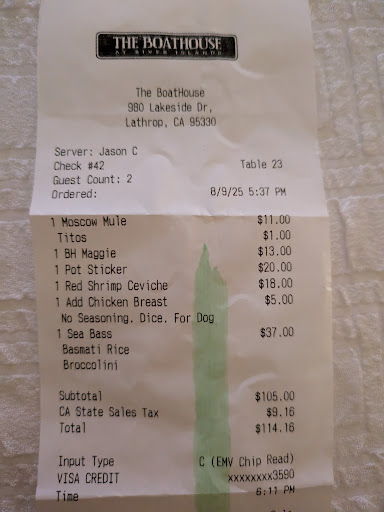 THE BOATHOUSE
AT RIVER ISLANDS
The BoatHouse
980 Lakeside Dr,
Lathrop, CA 95330
Server: Jason C
Check #42 Table 23
Guest Count: 2
Ordered: 8/9/25 5:37 PM
1 Moscow Mule $11.00
Titos $1.00
1 BH Maggie $13.00
1 Pot Sticker $20.00
1 Red Shrimp Ceviche $18.00
1 Add Chicken Breast $5.00
No Seasoning. Dice. For Dog
1 Sea Bass $37.00
Basmati Rice
Broccolini
Subtotal $105.00
CA State Sales Tax $9.16
Total $114.16
Input Type C (EMV Chip Read)
VISA CREDIT xxxxxxxx3590
Time 6:11 PM